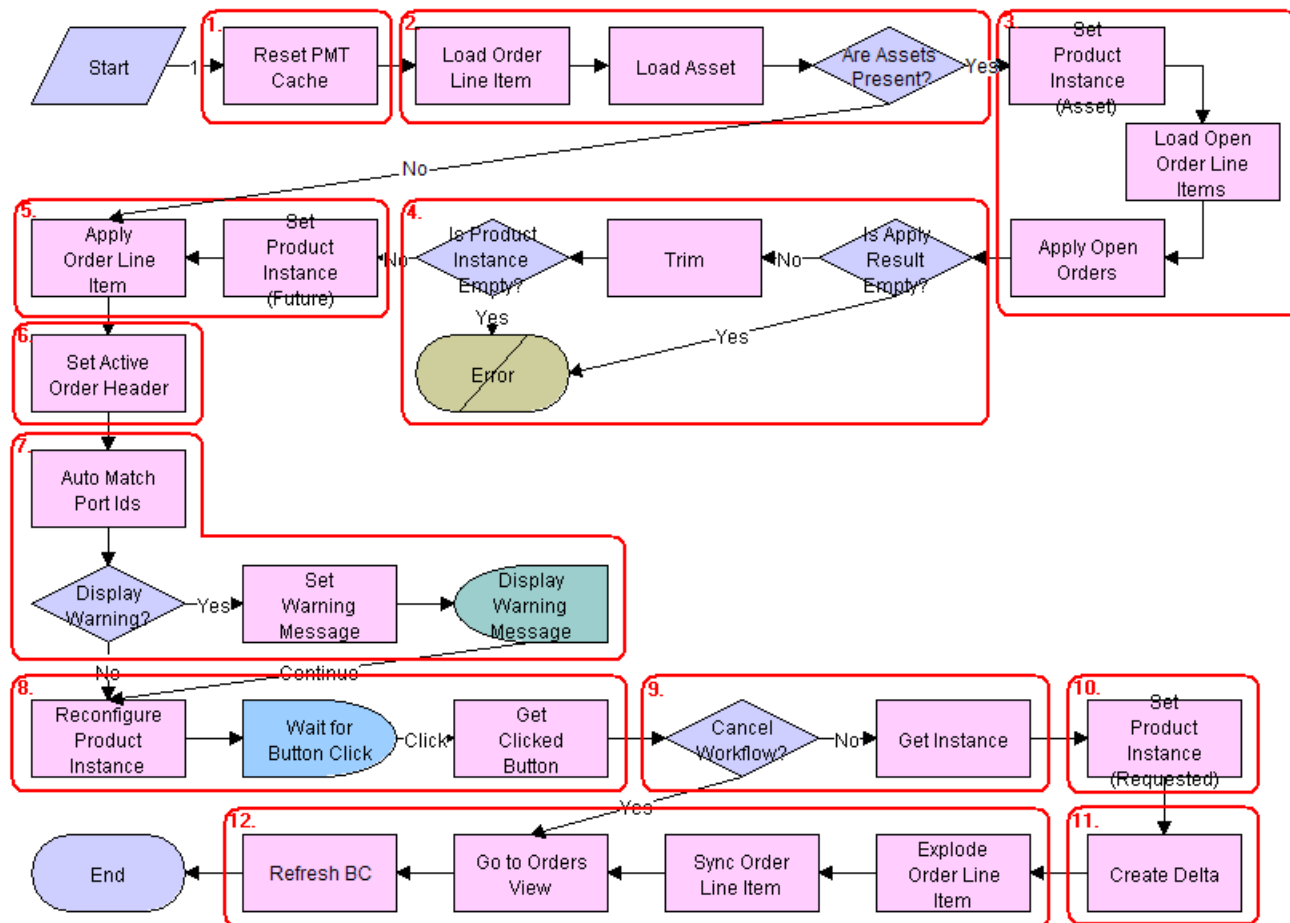 1.
2.
3.
Start
1
Reset PMT
Cache
Load Order
Line Item
Load Asset
Are Assets
Present?
Yes
Set
Product
Instance
(Asset)
Load Open
Order Line
Items
No
5.
Apply
Order Line
Item
Set
Product
Instance
(Future)
No
4.
Is Product
Instance
Empty?
Trim
No
Is Apply
Result
Empty?
Apply Open
Orders
Yes
Yes
Error
6.
Set Active
Order Header
7.
Auto Match
Port Ids
Display
Warning?
Yes
Set
Warning
Message
Display
Warning
Message
No
Continue
8.
Reconfigure
Product
Instance
Wait for
Button Click
Click
Get
Clicked
Button
9.
Cancel
Workflow?
No
Get Instance
10.
Set
Product
Instance
(Requested)
Yes
12.
End
Refresh BC
Go to Orders
View
Sync Order
Line Item
Explode
Order Line
Item
11.
Create Delta